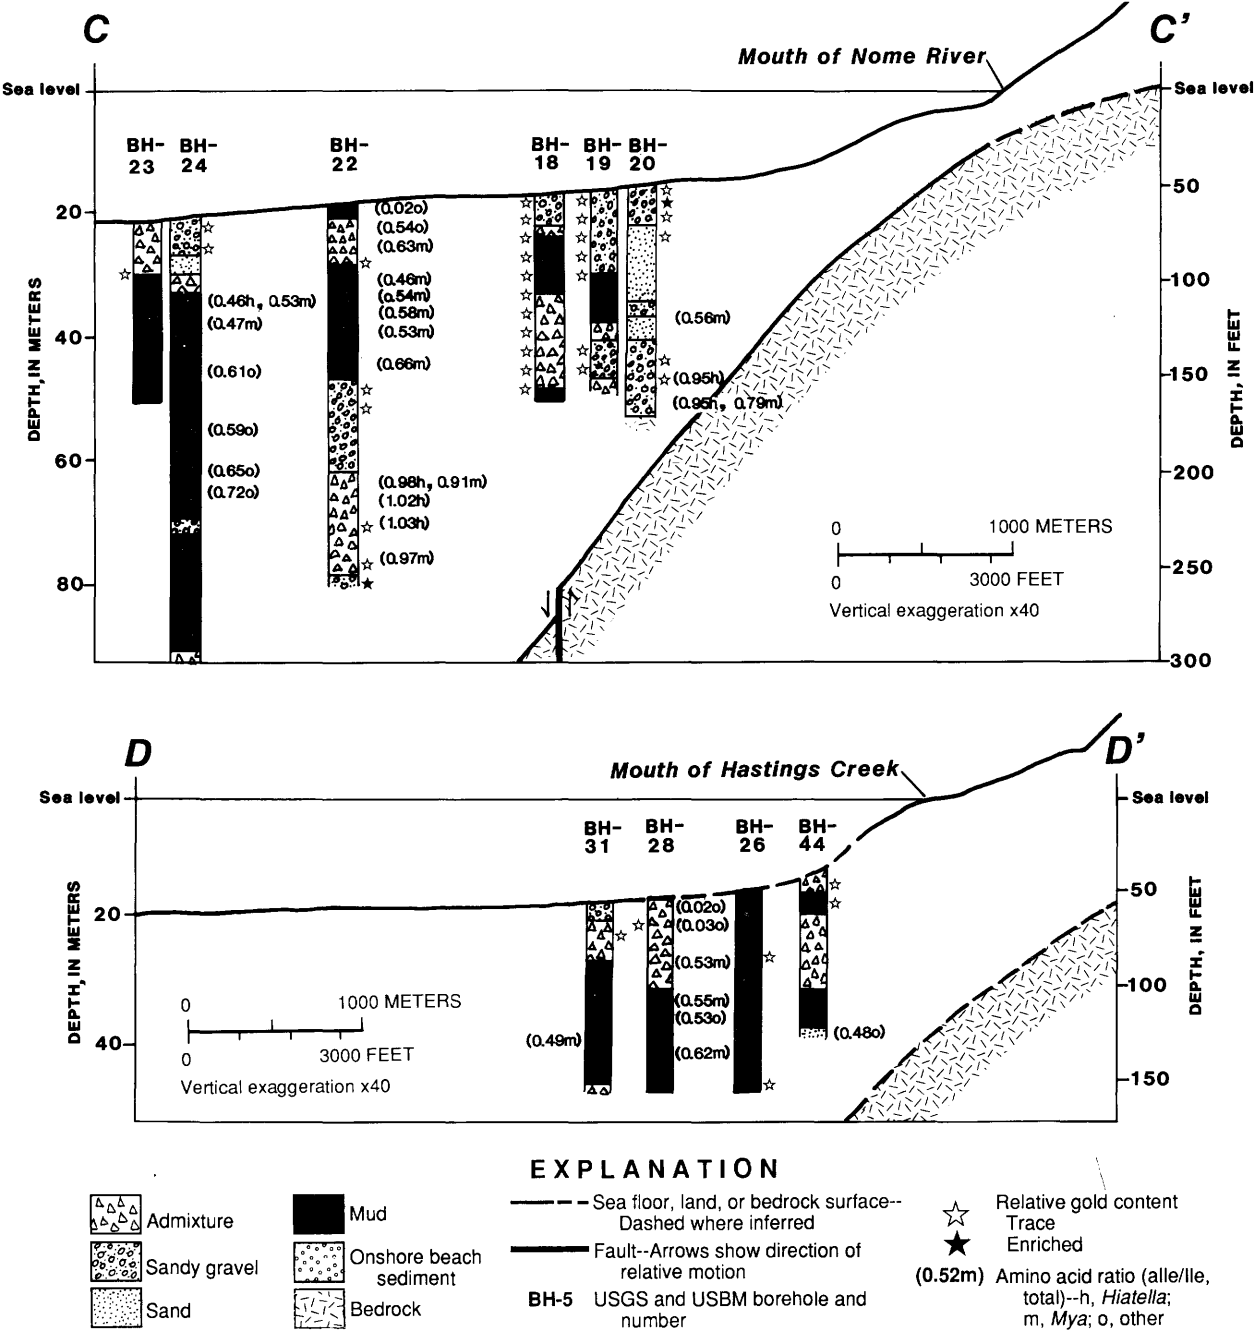 C
C'
Mouth of Nome River
Sea level
Sea level
BH-23
BH-24
BH-22
BH-18
BH-19
BH-20
20
40
60
80
DEPTH, IN METERS
50
100
150
200
250
300
DEPTH, IN FEET
(0.46h, 0.53m)
(0.47m)
(0.61o)
(0.59o)
(0.65o)
(0.72o)
(0.02o)
(0.54o)
(0.63m)
(0.46m)
(0.54m)
(0.58m)
(0.53m)
(0.66m)
(0.98h, 0.91m)
(1.02h)
(1.03h)
(0.97m)
(0.56m)
(0.95h)
(0.95h, 0.79m)
0 1000 METERS
0 3000 FEET
Vertical exaggeration x40
D
D'
Mouth of Hastings Creek
Sea level
Sea level
BH-31
BH-28
BH-26
BH-44
20
40
DEPTH, IN METERS
50
100
150
DEPTH, IN FEET
(0.49m)
(0.02o)
(0.03o)
(0.53m)
(0.55m)
(0.53o)
(0.62m)
(0.48o)
0 1000 METERS
0 3000 FEET
Vertical exaggeration x40
EXPLANATION
Admixture
Sandy gravel
Sand
Mud
Onshore beach
sediment
Bedrock
Sea floor, land, or bedrock surface--
Dashed where inferred
Fault--Arrows show direction of
relative motion
BH-5 USGS and USBM borehole and
number
Relative gold content
Trace
Enriched
(0.52m) Amino acid ratio (alle/Ile,
total)--h, Hiatella;
m, Mya; o, other